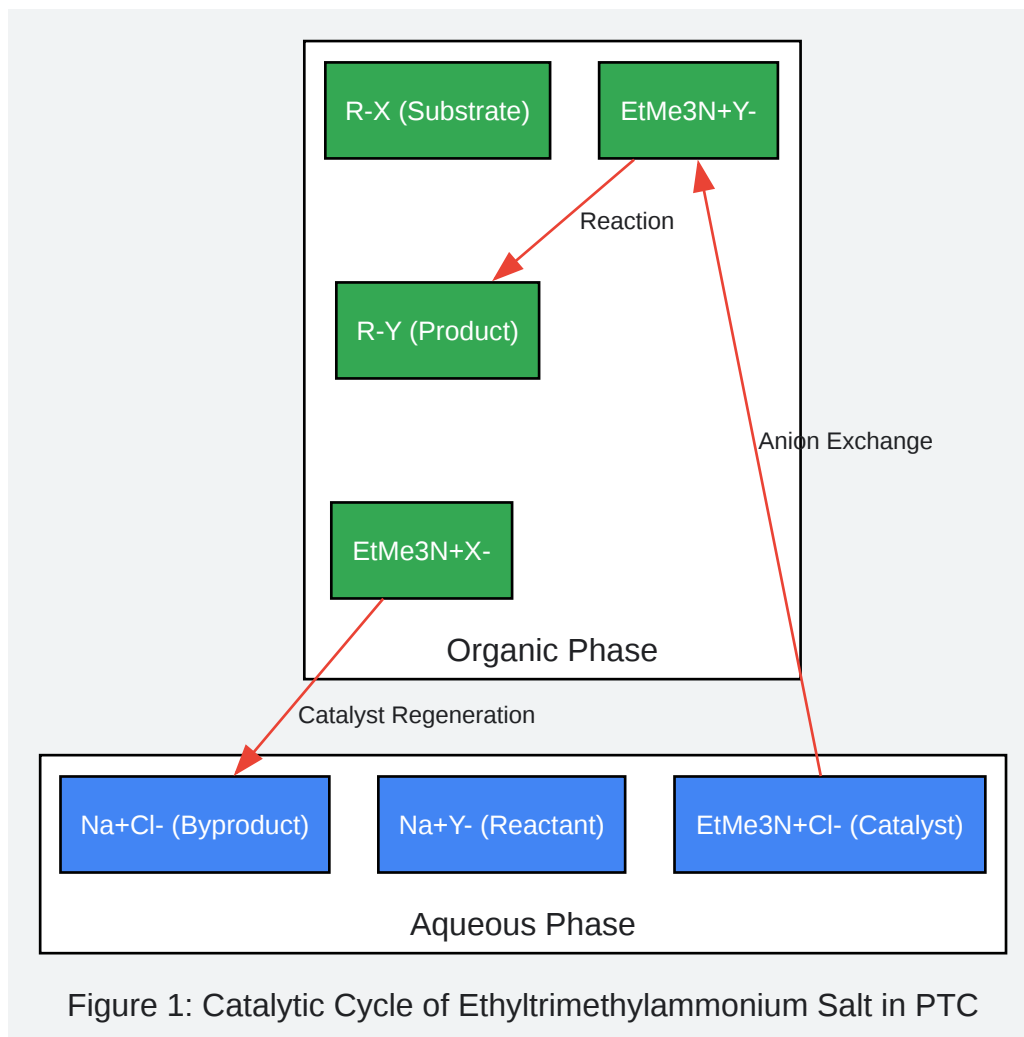 R-X (Substrate)
EtMe3N+Y-
Reaction
R-Y (Product)
Anion Exchange
EtMe3N+X-
Organic Phase
Catalyst Regeneration
Na+Cl- (Byproduct)
Na+Y- (Reactant)
EtMe3N+Cl- (Catalyst)
Aqueous Phase
Figure 1: Catalytic Cycle of Ethyltrimethylammonium Salt in PTC